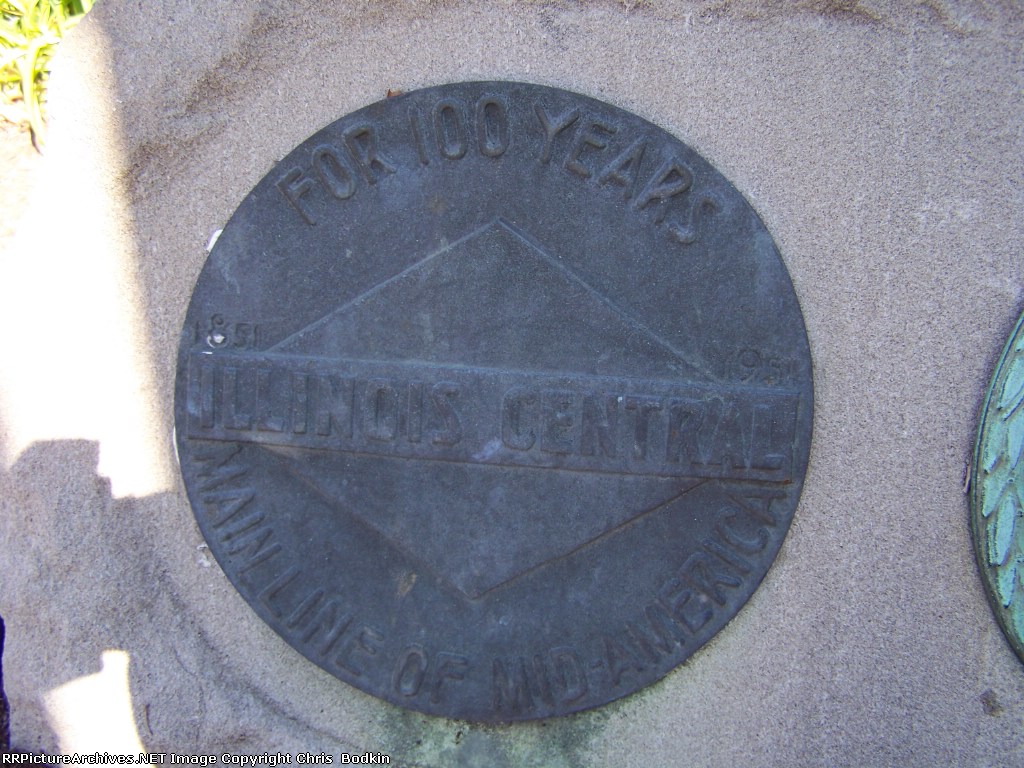 FOR 100 YEARS
1851 1951
ILLINOIS CENTRAL
MAIN LINE OF MID-AMERICA
RRPictureArchives.NET Image Copyright Chris Bodkin